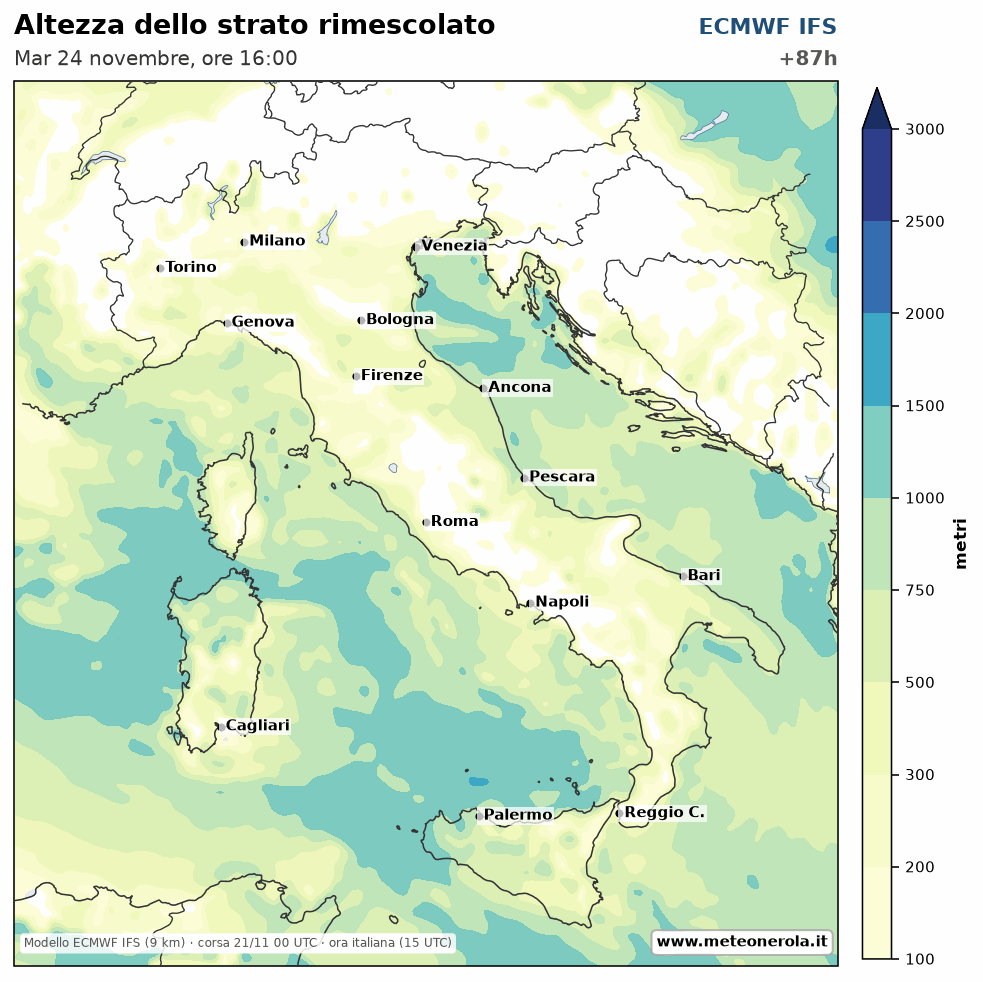 Altezza dello strato rimescolato
ECMWF IFS
Mar 24 novembre, ore 16:00
+87h
Milano
Venezia
Torino
Genova
Bologna
Firenze
Ancona
Pescara
Roma
Bari
Napoli
Cagliari
Palermo
Reggio C.
3000
2500
2000
1500
1000
750
500
300
200
100
metri
Modello ECMWF IFS (9 km) · corsa 21/11 00 UTC · ora italiana (15 UTC)
www.meteonerola.it